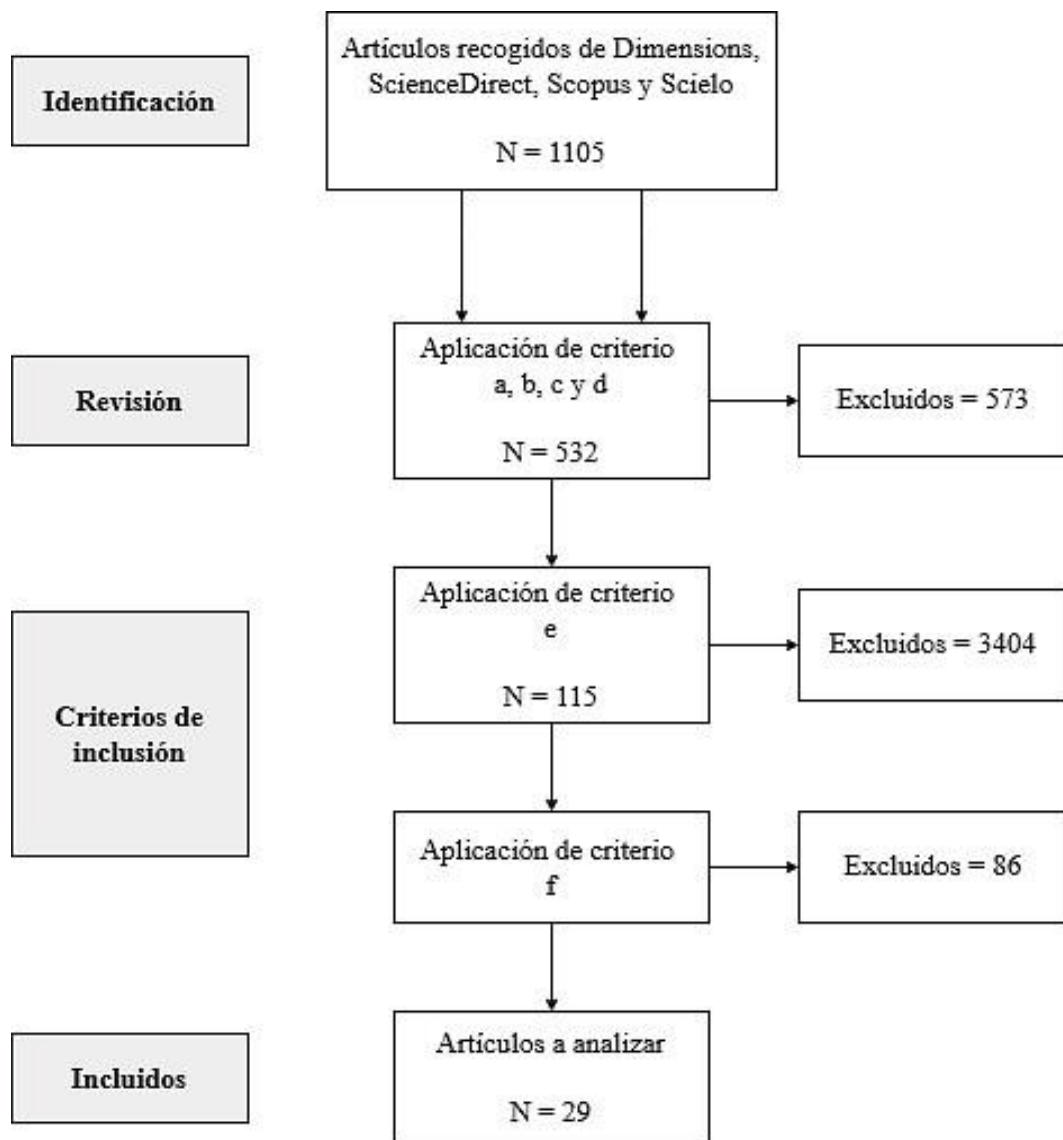 Identificación
Artículos recogidos de Dimensions,
ScienceDirect, Scopus y Scielo
N = 1105
Revisión
Aplicación de criterio
a, b, c y d
N = 532
Excluidos = 573
Criterios de
inclusión
Aplicación de criterio
e
N = 115
Excluidos = 3404
Aplicación de criterio
f
Excluidos = 86
Incluidos
Artículos a analizar
N = 29